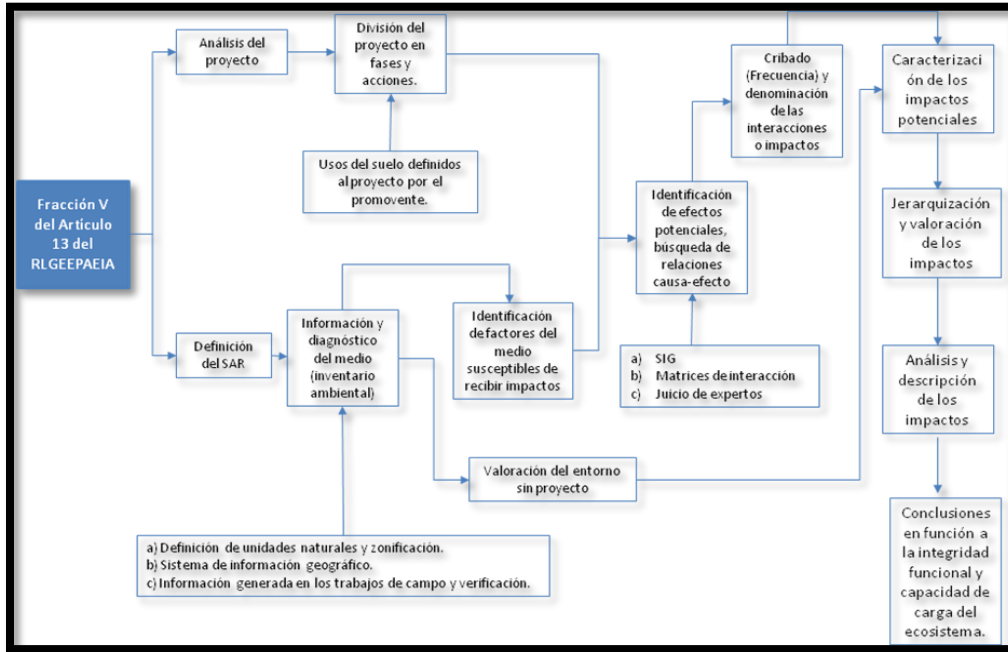 Fracción V
del Artículo
13 del
RLGEEPAEIA
Análisis del
proyecto
División del
proyecto en
fases y
acciones.
Usos del suelo definidos
al proyecto por el
promovente.
Definición
del SAR
Información y
diagnóstico
del medio
(inventario
ambiental)
Identificación
de factores del
medio
susceptibles de
recibir impactos
a) Definición de unidades naturales y zonificación.
b) Sistema de información geográfico.
c) Información generada en los trabajos de campo y verificación.
Valoración del entorno
sin proyecto
Identificación
de efectos
potenciales,
búsqueda de
relaciones
causa-efecto
a) SIG
b) Matrices de interacción
c) Juicio de expertos
Cribado
(Frecuencia) y
denominación
de las
interacciones
o impactos
Caracterizaci
ón de los
impactos
potenciales
Jerarquización
y valoración
de los
impactos
Análisis y
descripción
de los
impactos
Conclusiones
en función a
la integridad
funcional y
capacidad de
carga del
ecosistema.